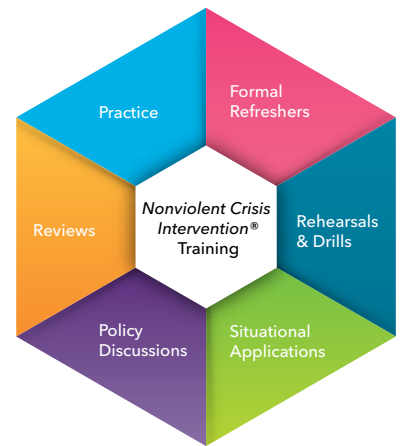 Practice
Formal
Refreshers
Nonviolent Crisis
Intervention®
Training
Reviews
Rehearsals
& Drills
Policy
Discussions
Situational
Applications